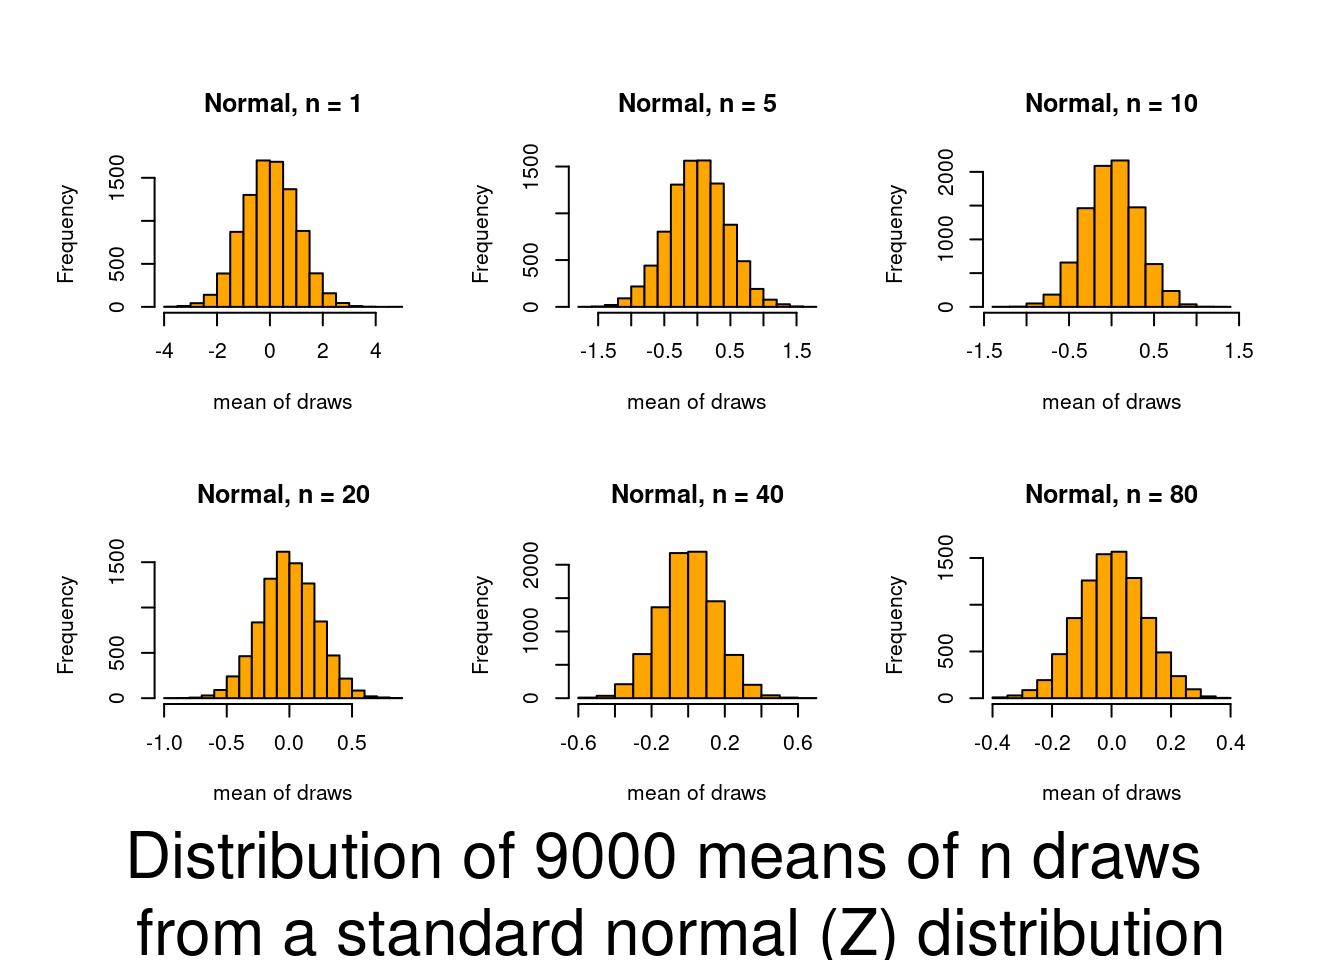 Normal, n = 1
Frequency
0 500 1500
-4 -2 0 2 4
mean of draws
Normal, n = 5
Frequency
0 500 1500
-1.5 -0.5 0.5 1.5
mean of draws
Normal, n = 10
Frequency
0 1000 2000
-1.5 -0.5 0.5 1.5
mean of draws
Normal, n = 20
Frequency
0 500 1500
-1.0 -0.5 0.0 0.5
mean of draws
Normal, n = 40
Frequency
0 1000 2000
-0.6 -0.2 0.2 0.6
mean of draws
Normal, n = 80
Frequency
0 500 1500
-0.4 -0.2 0.0 0.2 0.4
mean of draws
Distribution of 9000 means of n draws
from a standard normal (Z) distribution